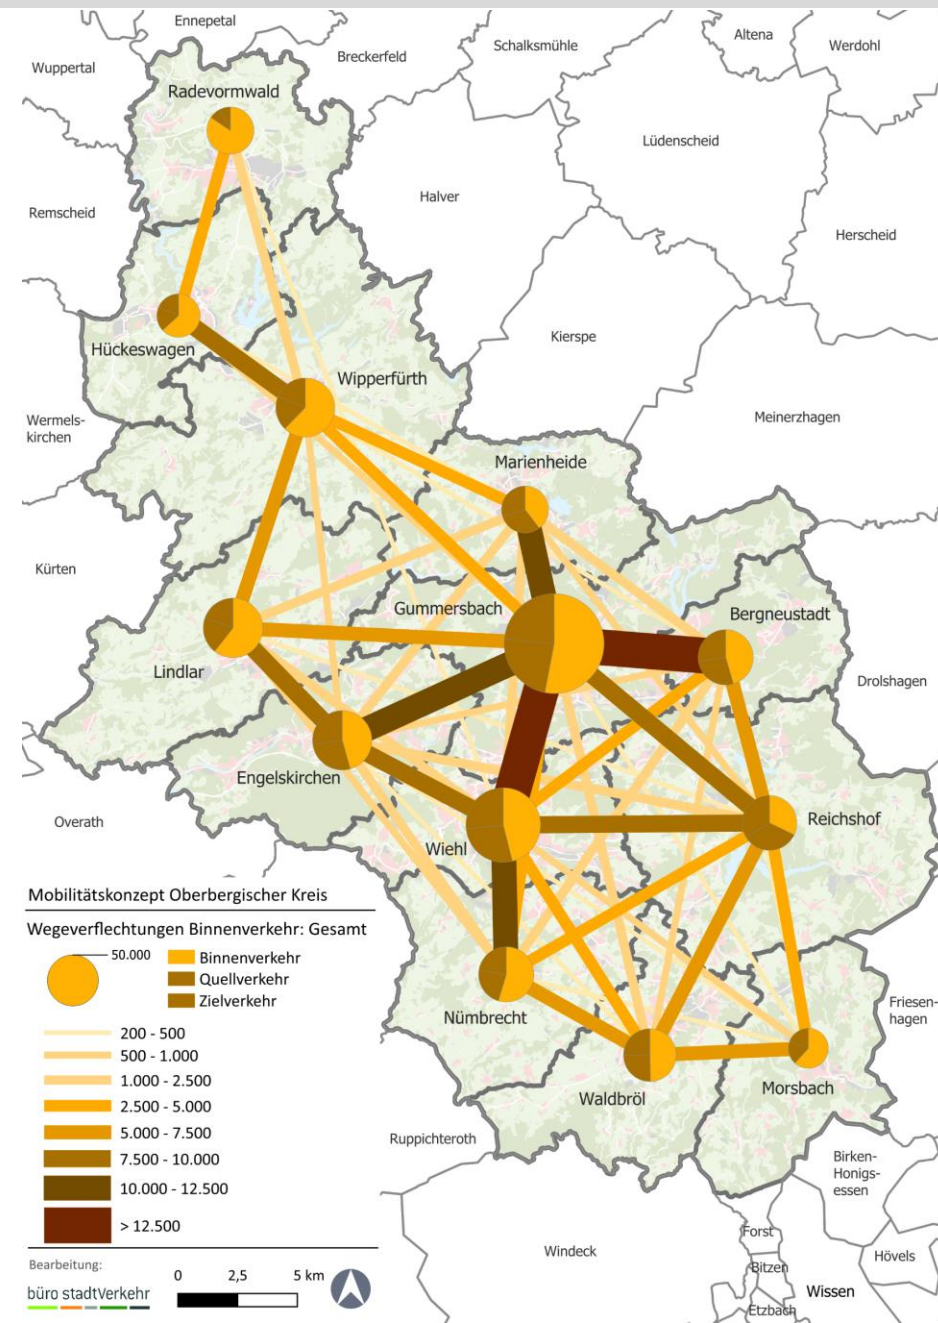 Ennepetal
Altena
Schalksmühle
Werdohl
Breckerfeld
Wuppertal
Radevormwald
Lüdenscheid
Halver
Remscheid
Herscheid
Kierspe
Hückeswagen
Wipperfürth
Wermels-
kirchen
Meinerzhagen
Marienheide
Kürten
Gummersbach
Bergneustadt
Lindlar
Drolshagen
Engelskirchen
Overath
Wiehl
Reichshof
Mobilitätskonzept Oberbergischer Kreis
Wegeverflechtungen Binnenverkehr: Gesamt
50.000
Binnenverkehr
Quellverkehr
Zielverkehr
200 - 500
500 - 1.000
1.000 - 2.500
2.500 - 5.000
5.000 - 7.500
7.500 - 10.000
10.000 - 12.500
> 12.500
Bearbeitung:
büro stadtVerkehr
0 2,5 5 km
Nümbrecht
Friesen-
hagen
Waldbröl
Morsbach
Ruppichteroth
Birken-
Honigs-
essen
Windeck
Forst
Bitzen
Hövels
Wissen
Etzbach